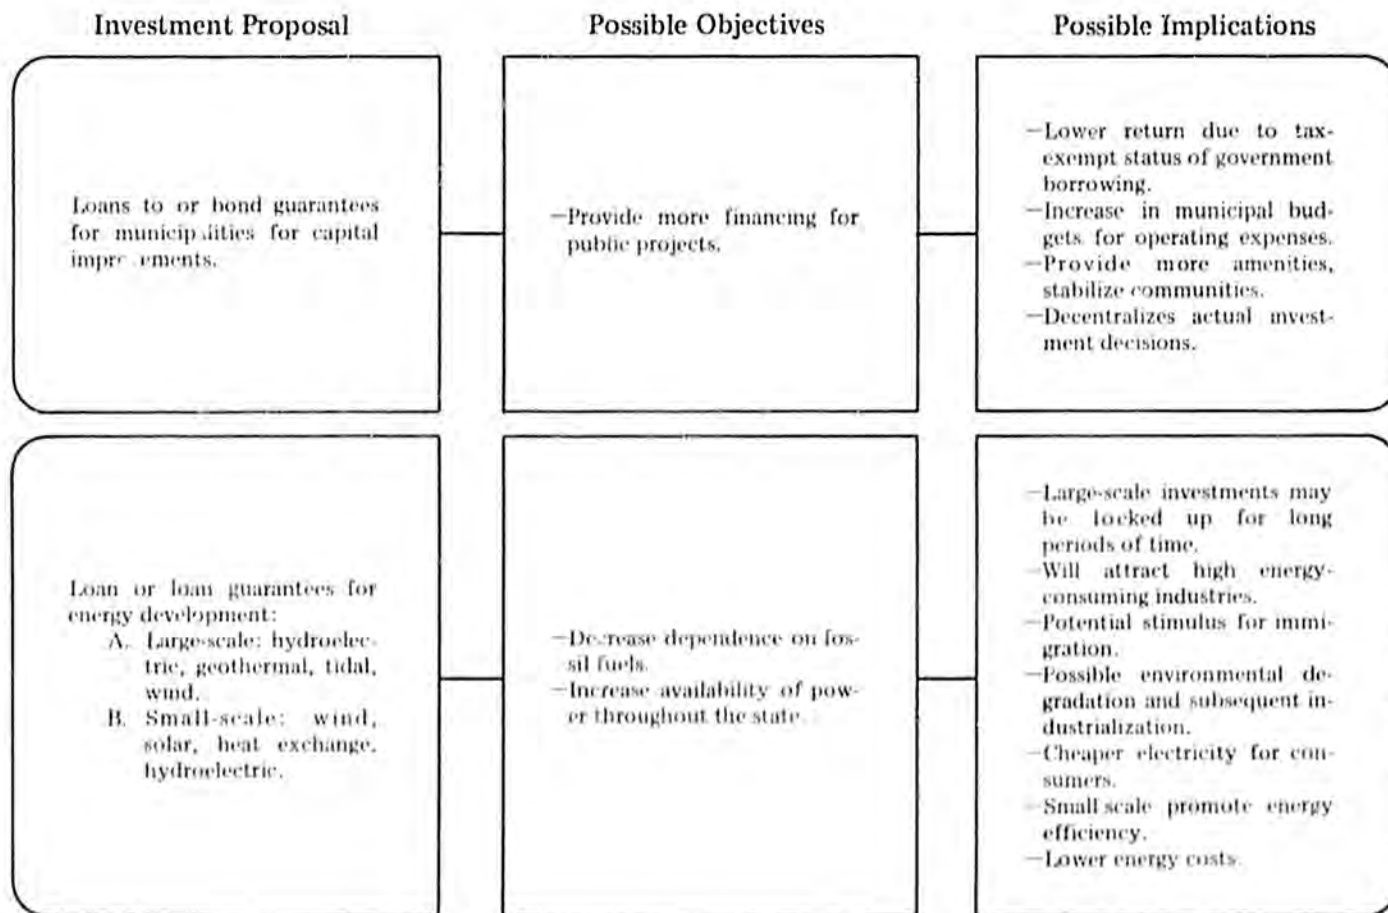 Investment Proposal
Possible Objectives
Possible Implications
Loans to or bond guarantees
for municipalities for capital
improvements.
—Provide more financing for
public projects.
—Lower return due to tax-
exempt status of government
borrowing.
—Increase in municipal bud-
gets for operating expenses.
—Provide more amenities,
stabilize communities.
—Decentralizes actual invest-
ment decisions.
Loan or loan guarantees for
energy development:
A. Large-scale: hydroelec-
tric, geothermal, tidal,
wind.
B. Small-scale: wind,
solar, heat exchange,
hydroelectric.
—Decrease dependence on fos-
sil fuels.
—Increase availability of pow-
er throughout the state.
—Large-scale investments may
be locked up for long
periods of time.
—Will attract high energy-
consuming industries.
—Potential stimulus for immi-
gration.
—Possible environmental de-
gradation and subsequent in-
dustrialization.
—Cheaper electricity for con-
sumers.
—Small scale promote energy
efficiency.
—Lower energy costs.